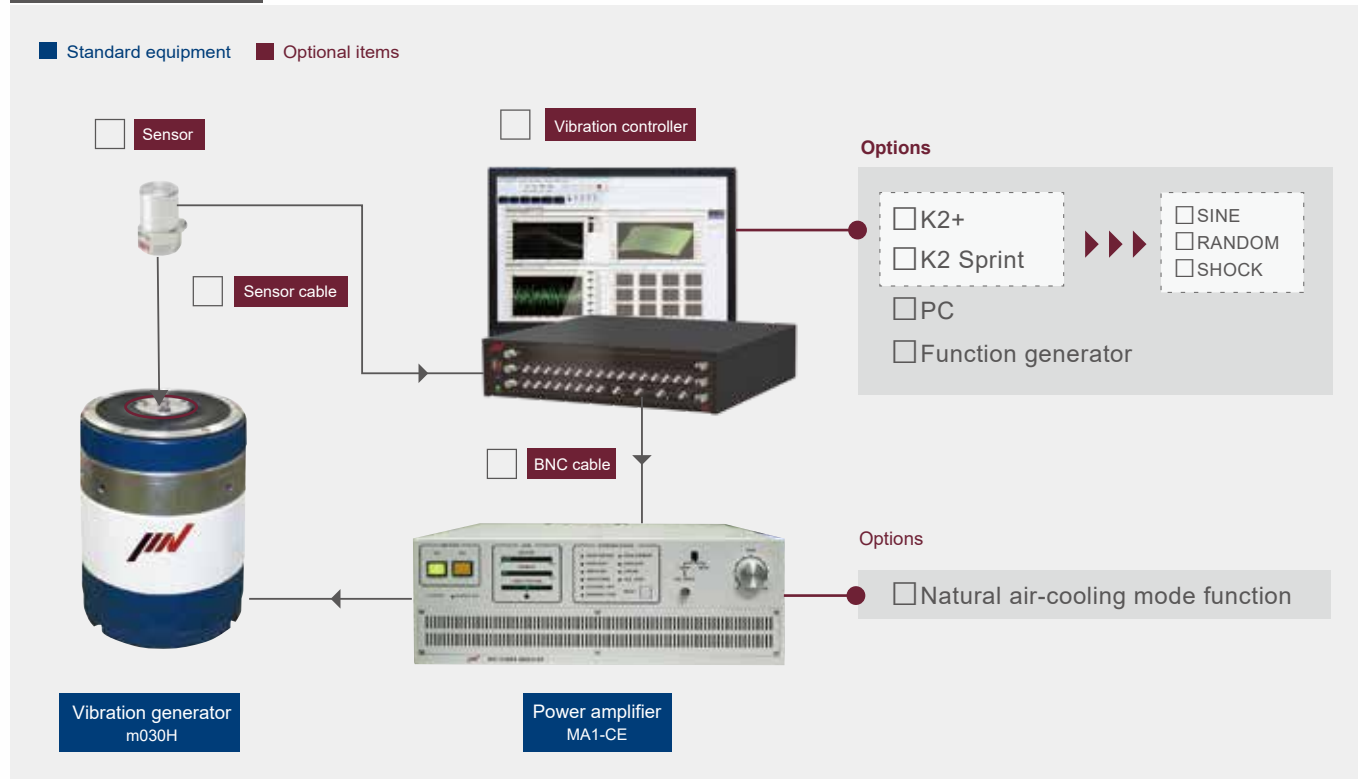 Standard equipment
Optional items
Sensor
Vibration controller
Options
K2+
K2 Sprint
SINE
RANDOM
SHOCK
PC
Function generator
Sensor cable
BNC cable
Options
Natural air-cooling mode function
Vibration generator
m030H
Power amplifier
MA1-CE